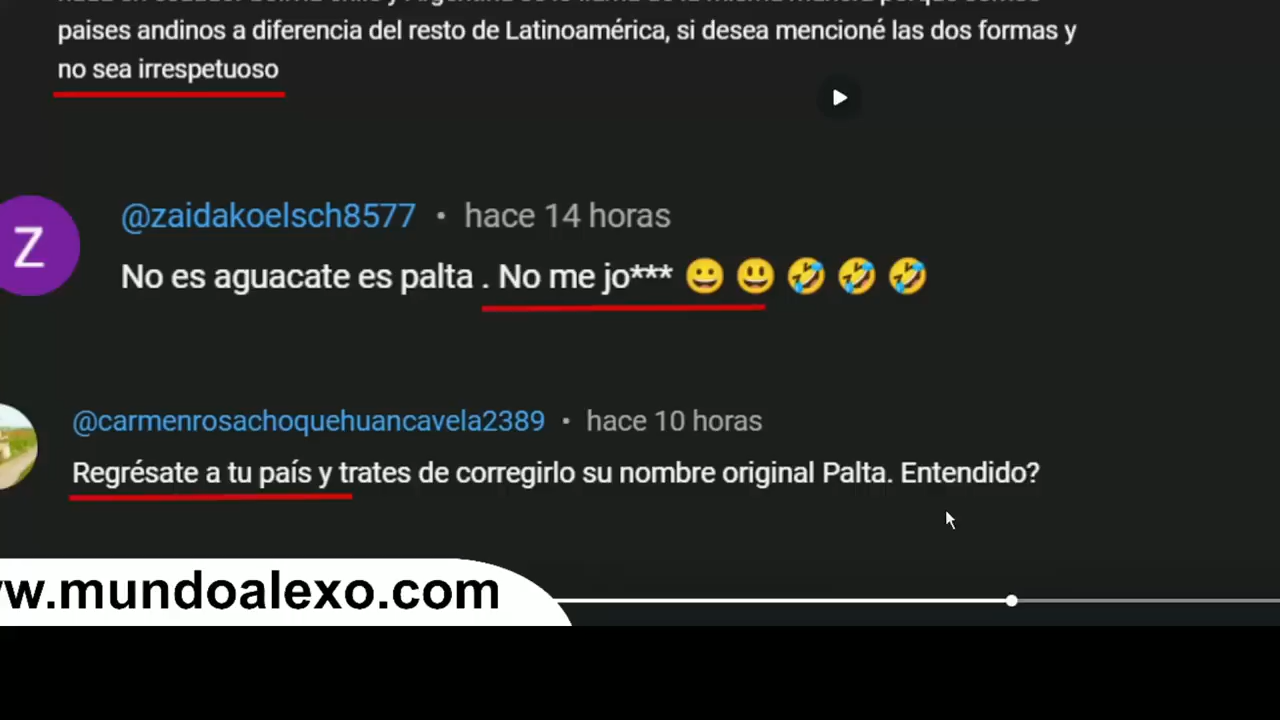 paises andinos a diferencia del resto de Latinoamérica, si desea mencioné las dos formas y
no sea irrespetuoso
Z
@zaidakoelsch8577 • hace 14 horas
No es aguacate es palta . No me jo*** 😀 😃 🤣 🤣 🤣
@carmenrosachoquehuancavela2389 • hace 10 horas
Regrésate a tu país y trates de corregirlo su nombre original Palta. Entendido?
w.mundoalexo.com